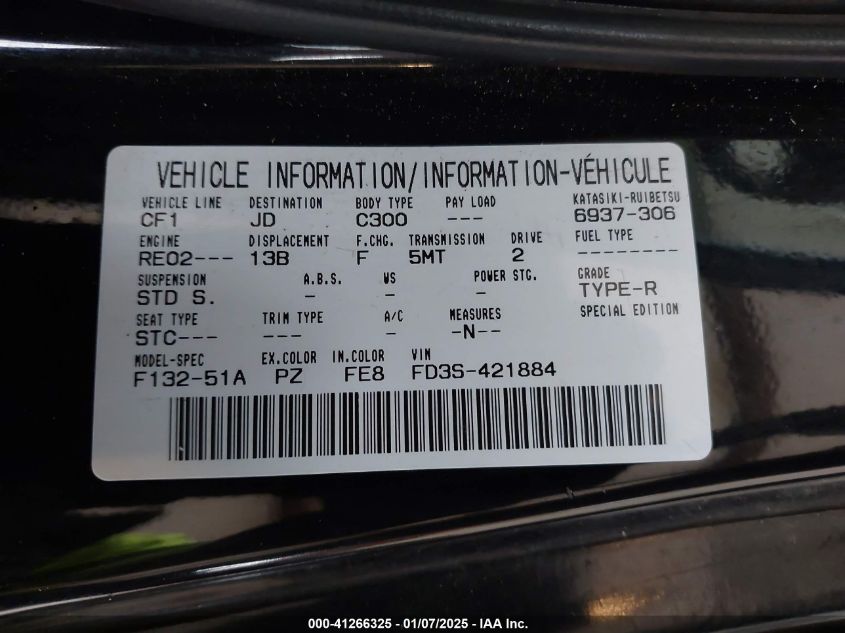 VEHICLE INFORMATION/INFORMATION-VÉHICULE
VEHICLE LINE DESTINATION BODY TYPE PAY LOAD KATASIKI-RUIBETSU
CF1 JD C300 --- 6937-306
ENGINE DISPLACEMENT F.CHG. TRANSMISSION DRIVE FUEL TYPE
RE02--- 13B F 5MT 2 ---------
SUSPENSION A.B.S. WS POWER STG. GRADE
STD S. - - - TYPE-R
SEAT TYPE TRIM TYPE A/C MEASURES SPECIAL EDITION
STC--- --- - -N--
MODEL-SPEC EX.COLOR IN.COLOR VIN
F132-51A PZ FE8 FD3S-421884
000-41266325 - 01/07/2025 - IAA Inc.